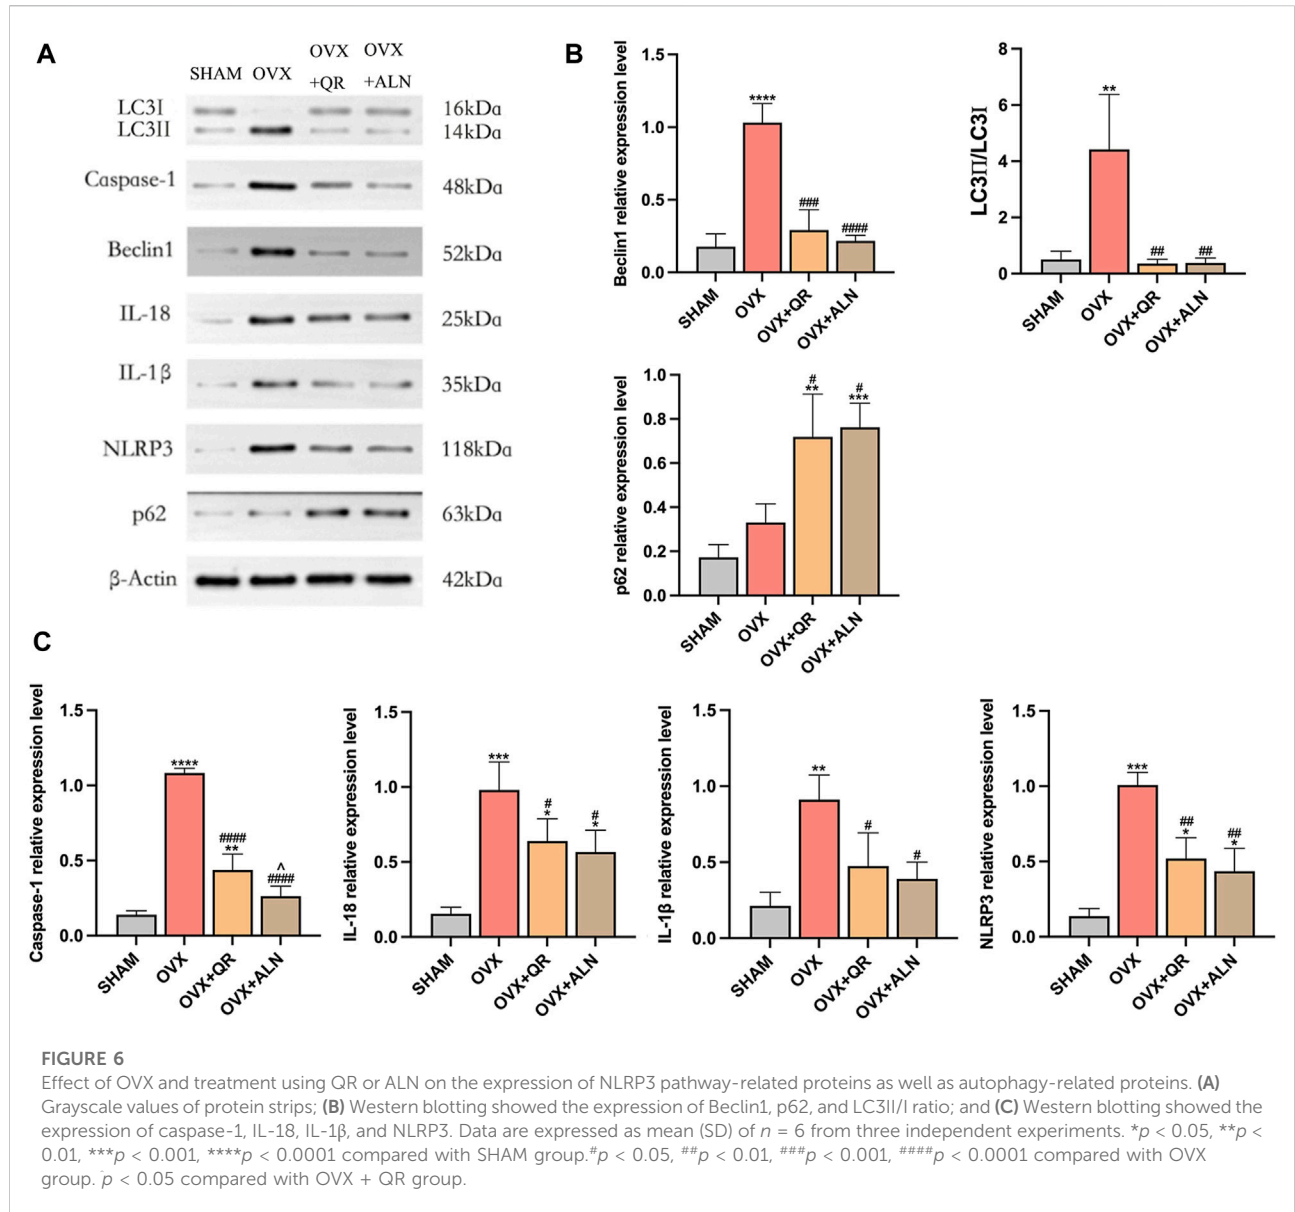 A
SHAM OVX OVX +QR OVX +ALN
LC3I 16kDa
LC3II 14kDa
Caspase-1 48kDa
Beclin1 52kDa
IL-18 25kDa
IL-1β 35kDa
NLRP3 118kDa
p62 63kDa
β-Actin 42kDa
B
Beclin1 relative expression level
1.5
1.0
0.5
0.0
****
###
####
SHAM
OVX
OVX+QR
OVX+ALN
LC3II/LC3I
8
6
4
2
0
**
##
##
SHAM
OVX
OVX+QR
OVX+ALN
p62 relative expression level
1.0
0.8
0.6
0.4
0.2
0.0
#
**
#
***
SHAM
OVX
OVX+QR
OVX+ALN
C
Caspase-1 relative expression level
1.5
1.0
0.5
0.0
****
####
**
^
####
SHAM
OVX
OVX+QR
OVX+ALN
IL-18 relative expression level
1.5
1.0
0.5
0.0
***
#
*
#
*
SHAM
OVX
OVX+QR
OVX+ALN
IL-1β relative expression level
1.5
1.0
0.5
0.0
**
#
#
SHAM
OVX
OVX+QR
OVX+ALN
NLRP3 relative expression level
1.5
1.0
0.5
0.0
***
##
*
##
*
SHAM
OVX
OVX+QR
OVX+ALN
FIGURE 6
Effect of OVX and treatment using QR or ALN on the expression of NLRP3 pathway-related proteins as well as autophagy-related proteins. (A)
Grayscale values of protein strips; (B) Western blotting showed the expression of Beclin1, p62, and LC3II/I ratio; and (C) Western blotting showed the
expression of caspase-1, IL-18, IL-1β, and NLRP3. Data are expressed as mean (SD) of n = 6 from three independent experiments. *p < 0.05, **p <
0.01, ***p < 0.001, ****p < 0.0001 compared with SHAM group.#p < 0.05, ##p < 0.01, ###p < 0.001, ####p < 0.0001 compared with OVX
group. ^p < 0.05 compared with OVX + QR group.